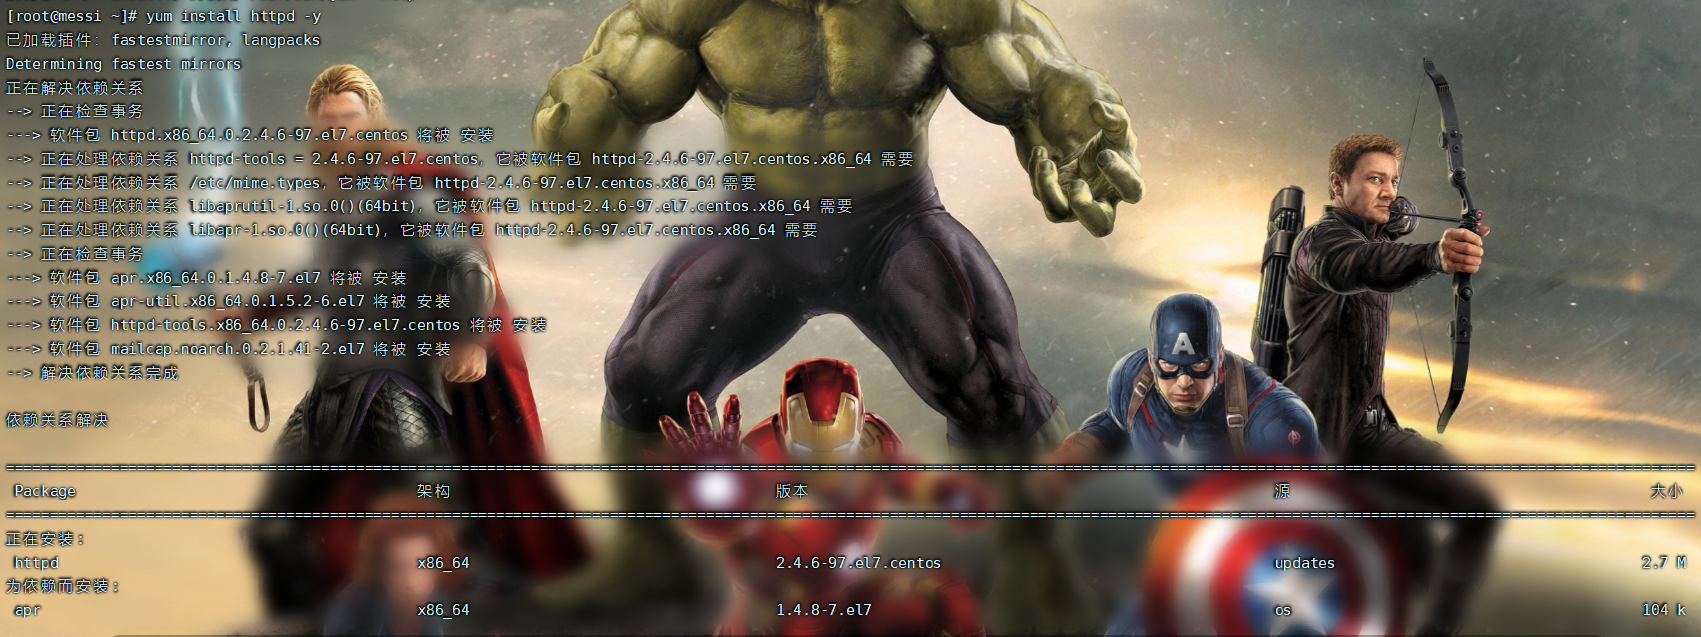 [root@messi ~]# yum install httpd -y
已加载插件：fastestmirror, langpacks
Determining fastest mirrors
正在解决依赖关系
--> 正在检查事务
---> 软件包 httpd.x86_64.0.2.4.6-97.el7.centos 将被 安装
--> 正在处理依赖关系 httpd-tools = 2.4.6-97.el7.centos，它被软件包 httpd-2.4.6-97.el7.centos.x86_64 需要
--> 正在处理依赖关系 /etc/mime.types，它被软件包 httpd-2.4.6-97.el7.centos.x86_64 需要
--> 正在处理依赖关系 libaprutil-1.so.0()(64bit)，它被软件包 httpd-2.4.6-97.el7.centos.x86_64 需要
--> 正在处理依赖关系 libapr-1.so.0()(64bit)，它被软件包 httpd-2.4.6-97.el7.centos.x86_64 需要
--> 正在检查事务
---> 软件包 apr.x86_64.0.1.4.8-7.el7 将被 安装
---> 软件包 apr-util.x86_64.0.1.5.2-6.el7 将被 安装
---> 软件包 httpd-tools.x86_64.0.2.4.6-97.el7.centos 将被 安装
---> 软件包 mailcap.noarch.0.2.1.41-2.el7 将被 安装
--> 解决依赖关系完成
依赖关系解决
Package 架构 版本 源 大小
正在安装：
httpd x86_64 2.4.6-97.el7.centos updates 2.7 M
为依赖而安装：
apr x86_64 1.4.8-7.el7 os 104 k
A